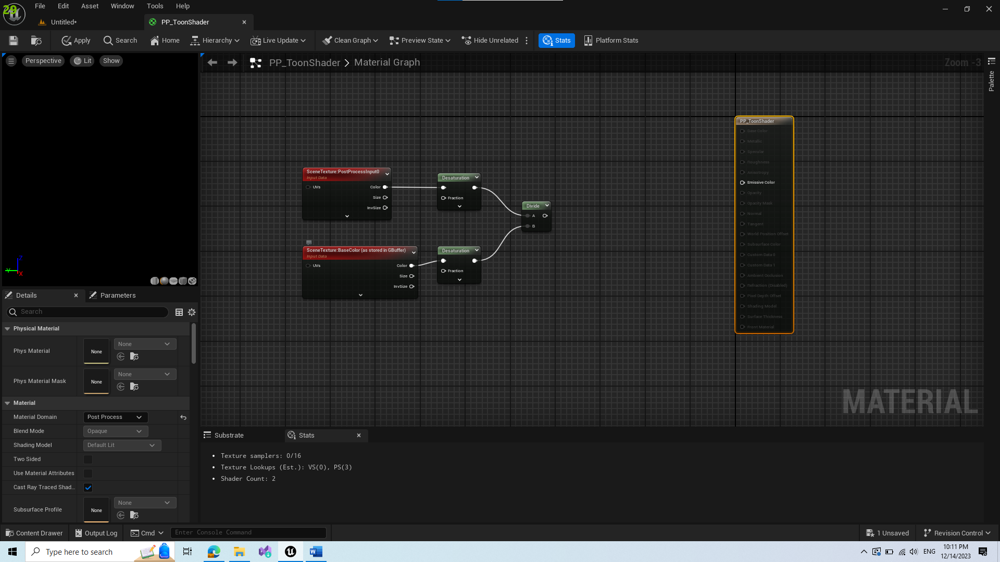 29
File Edit Asset Window Tools Help
Untitled*
PP_ToonShader
Apply Search Home Hierarchy Live Update Clean Graph Preview State Hide Unrelated Stats Platform Stats
Perspective Lit Show
PP_ToonShader > Material Graph
Zoom -3
Palette
PP_ToonShader
Base Color
Metallic
Specular
Roughness
Anisotropy
Emissive Color
Opacity
Opacity Mask
Normal
Tangent
World Position Offset
Subsurface Color
Custom Data 0
Custom Data 1
Ambient Occlusion
Refraction (Disabled)
Pixel Depth Offset
Shading Model
Surface Thickness
Front Material
SceneTexture:PostProcessInput0
Input Data
UVs Color
Size
InvSize
Desaturation
Fraction
Divide
A
B
SceneTexture:BaseColor (as stored in GBuffer)
Input Data
UVs Color
Size
InvSize
Desaturation
Fraction
MATERIAL
Z
Y
X
Details Parameters
Search
Physical Material
Phys Material None None
Phys Material Mask None None
Material
Material Domain Post Process
Blend Mode Opaque
Shading Model Default Lit
Two Sided
Use Material Attributes
Cast Ray Traced Shad...
Subsurface Profile None None
Substrate Stats
• Texture samplers: 0/16
• Texture Lookups (Est.): VS(0), PS(3)
• Shader Count: 2
Content Drawer Output Log Cmd Enter Console Command 1 Unsaved Revision Control
Type here to search
ENG
10:11 PM
12/14/2023